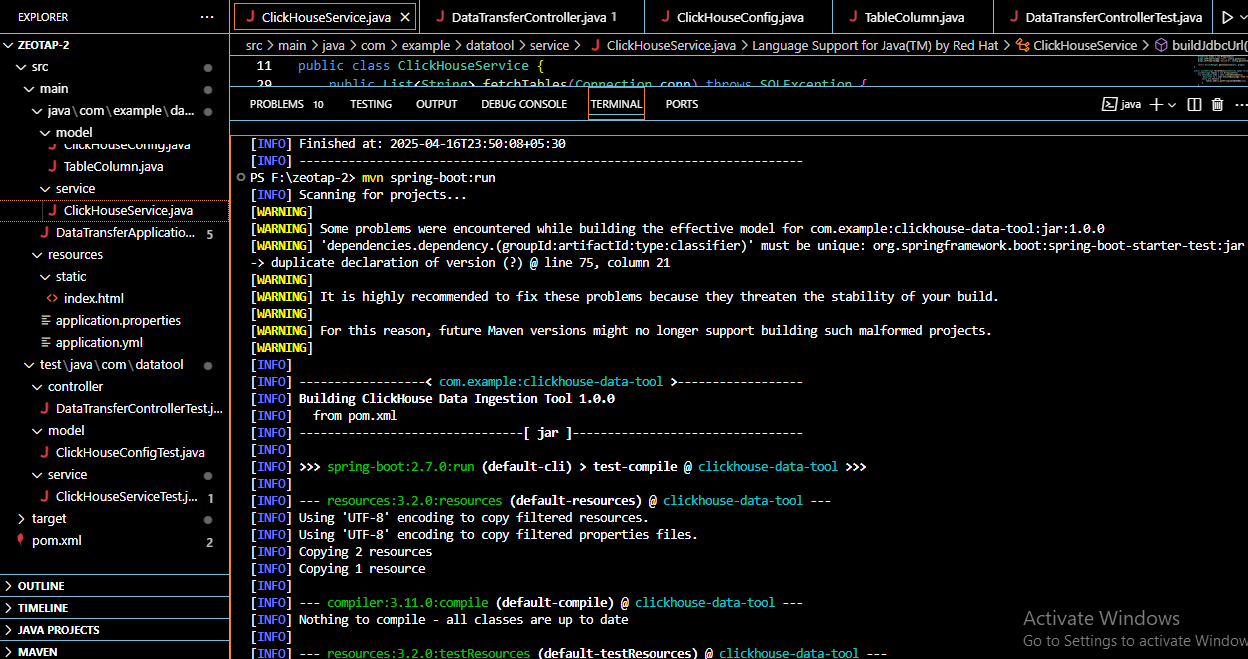 EXPLORER
ZEOTAP-2
src
main
java\com\example\da...
model
ClickHouseConfig.java
TableColumn.java
service
ClickHouseService.java
DataTransferApplicatio... 5
resources
static
index.html
application.properties
application.yml
test\java\com\datatool
controller
DataTransferControllerTest.j...
model
ClickHouseConfigTest.java
service
ClickHouseServiceTest.j... 1
target
pom.xml 2
OUTLINE
TIMELINE
JAVA PROJECTS
MAVEN
ClickHouseService.java DataTransferController.java 1 ClickHouseConfig.java TableColumn.java DataTransferControllerTest.java
src > main > java > com > example > datatool > service > ClickHouseService.java > Language Support for Java(TM) by Red Hat > ClickHouseService > buildJdbcUrl(
11 public class ClickHouseService {
29 public List<String> fetchTables(Connection conn) throws SQLException {
PROBLEMS 10 TESTING OUTPUT DEBUG CONSOLE TERMINAL PORTS java
[INFO] Finished at: 2025-04-16T23:50:08+05:30
[INFO] ------------------------------------------------------------------------
PS F:\zeotap-2> mvn spring-boot:run
[INFO] Scanning for projects...
[WARNING]
[WARNING] Some problems were encountered while building the effective model for com.example:clickhouse-data-tool:jar:1.0.0
[WARNING] 'dependencies.dependency.(groupId:artifactId:type:classifier)' must be unique: org.springframework.boot:spring-boot-starter-test:jar
-> duplicate declaration of version (?) @ line 75, column 21
[WARNING]
[WARNING] It is highly recommended to fix these problems because they threaten the stability of your build.
[WARNING]
[WARNING] For this reason, future Maven versions might no longer support building such malformed projects.
[WARNING]
[INFO]
[INFO] ------------------< com.example:clickhouse-data-tool >------------------
[INFO] Building ClickHouse Data Ingestion Tool 1.0.0
[INFO]   from pom.xml
[INFO] --------------------------------[ jar ]---------------------------------
[INFO]
[INFO] >>> spring-boot:2.7.0:run (default-cli) > test-compile @ clickhouse-data-tool >>>
[INFO]
[INFO] --- resources:3.2.0:resources (default-resources) @ clickhouse-data-tool ---
[INFO] Using 'UTF-8' encoding to copy filtered resources.
[INFO] Using 'UTF-8' encoding to copy filtered properties files.
[INFO] Copying 2 resources
[INFO] Copying 1 resource
[INFO]
[INFO] --- compiler:3.11.0:compile (default-compile) @ clickhouse-data-tool ---
[INFO] Nothing to compile - all classes are up to date
[INFO]
[INFO] --- resources:3.2.0:testResources (default-testResources) @ clickhouse-data-tool ---
Activate Windows
Go to Settings to activate Window